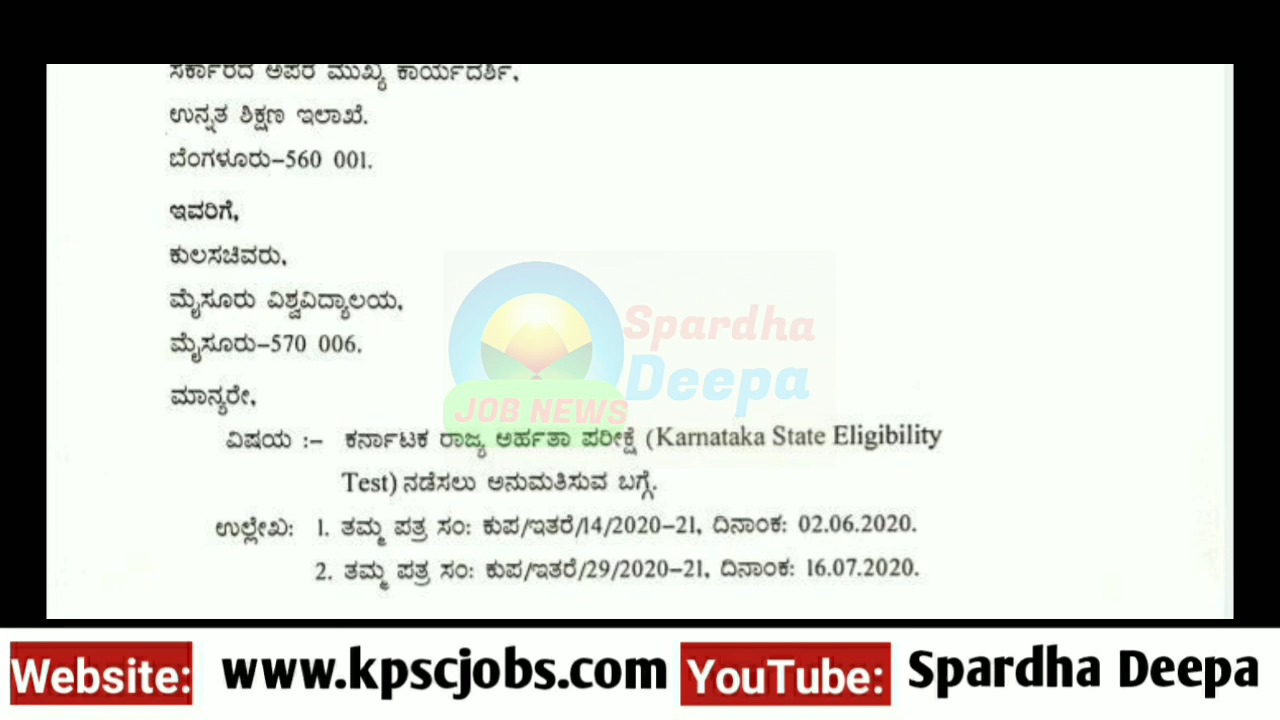 ಸರ್ಕಾರದ ಅಪರ ಮುಖ್ಯ ಕಾರ್ಯದರ್ಶಿ,
ಉನ್ನತ ಶಿಕ್ಷಣ ಇಲಾಖೆ.
ಬೆಂಗಳೂರು-560 001.
ಇವರಿಗೆ,
ಕುಲಸಚಿವರು,
ಮೈಸೂರು ವಿಶ್ವವಿದ್ಯಾಲಯ,
ಮೈಸೂರು-570 006.
ಮಾನ್ಯರೇ,
ವಿಷಯ :- ಕರ್ನಾಟಕ ರಾಜ್ಯ ಅರ್ಹತಾ ಪರೀಕ್ಷೆ (Karnataka State Eligibility
Test) ನಡೆಸಲು ಅನುಮತಿಸುವ ಬಗ್ಗೆ.
ಉಲ್ಲೇಖ: 1. ತಮ್ಮ ಪತ್ರ ಸಂ: ಕುಪ/ಇತರೆ/14/2020-21, ದಿನಾಂಕ: 02.06.2020.
2. ತಮ್ಮ ಪತ್ರ ಸಂ: ಕುಪ/ಇತರೆ/29/2020-21, ದಿನಾಂಕ: 16.07.2020.
Spardha
Deepa
JOB NEWS
Website: www.kpscjobs.com YouTube: Spardha Deepa